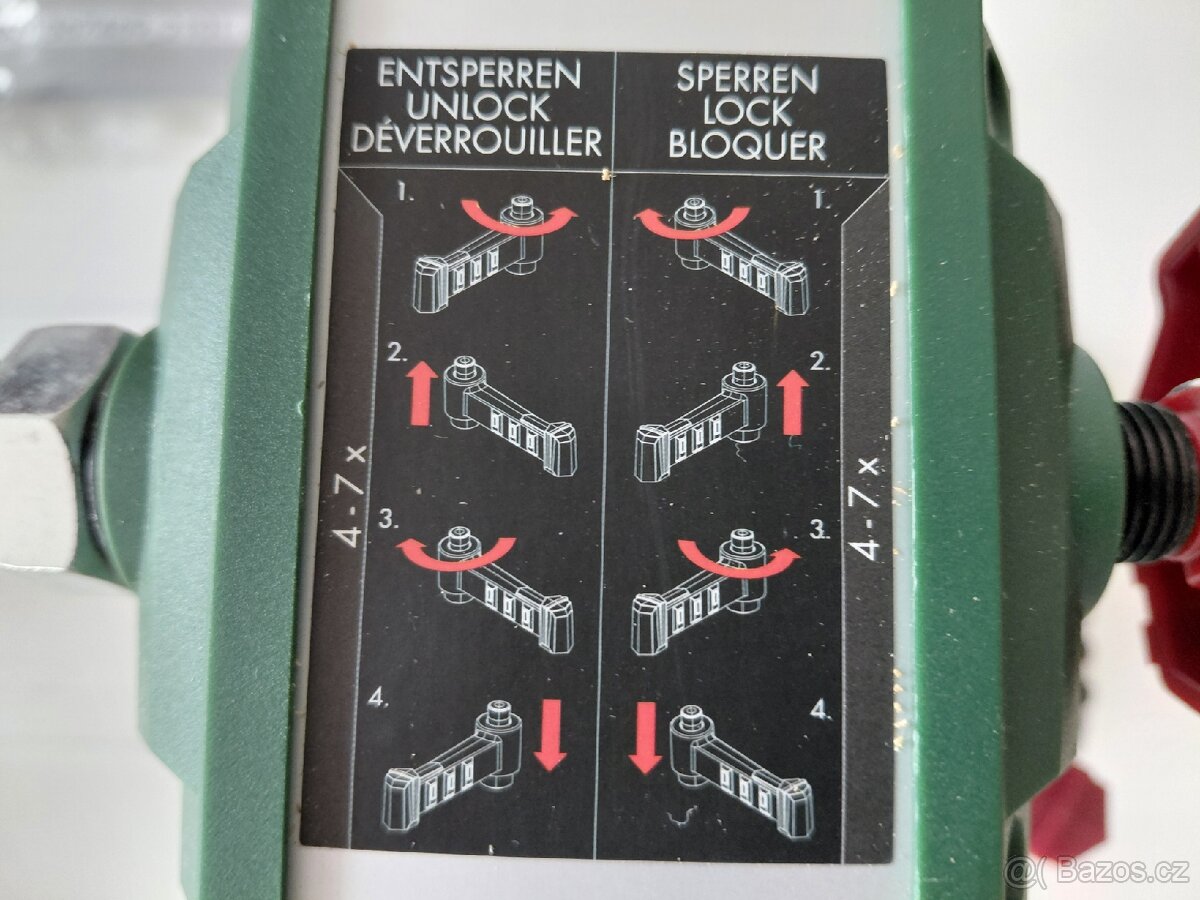 ENTSPERREN
UNLOCK
DÉVERROUILLER
SPERREN
LOCK
BLOQUER
1.
2.
3.
4.
4-7 x
1.
2.
3.
4.
4-7 x
@( Bazos.cz